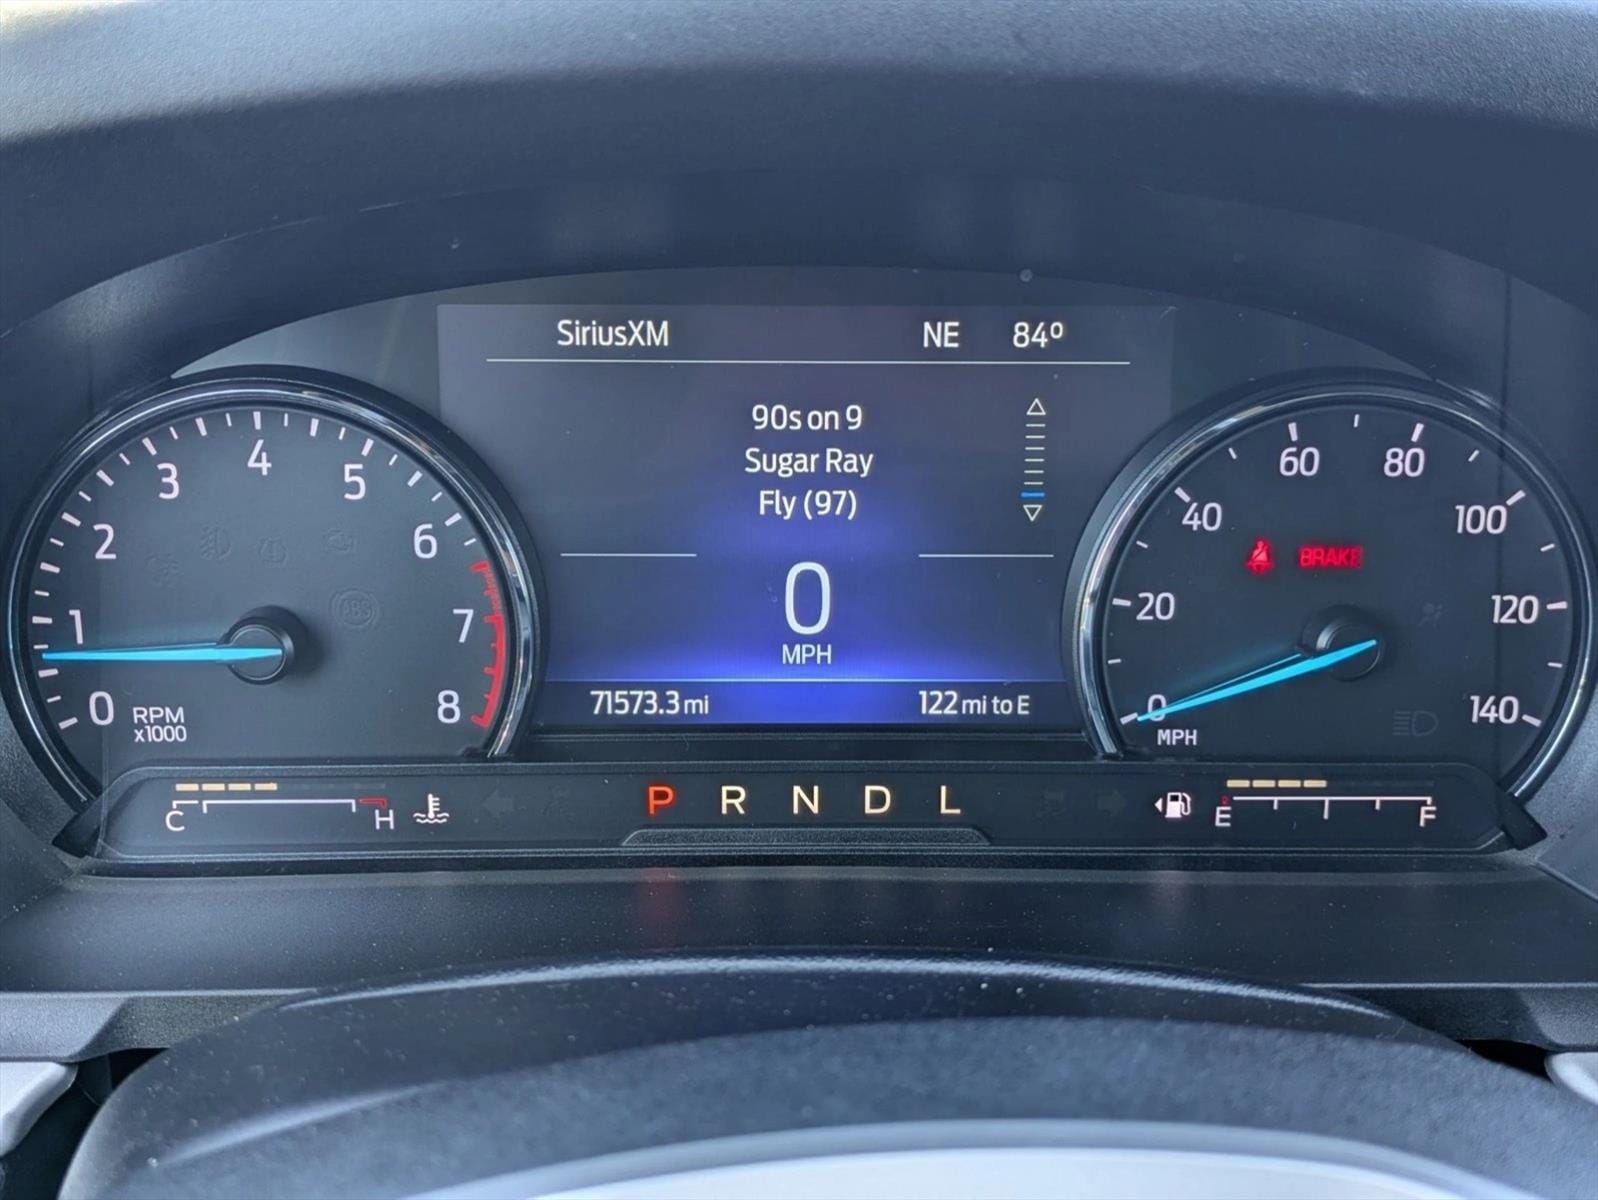 SiriusXM NE 84º
90s on 9
Sugar Ray
Fly (97)
0
MPH
71573.3 mi 122 mi to E
0 1 2 3 4 5 6 7 8
RPM
x1000
ABS
0 20 40 60 80 100 120 140
MPH
BRAKE
C H
P R N D L
E F